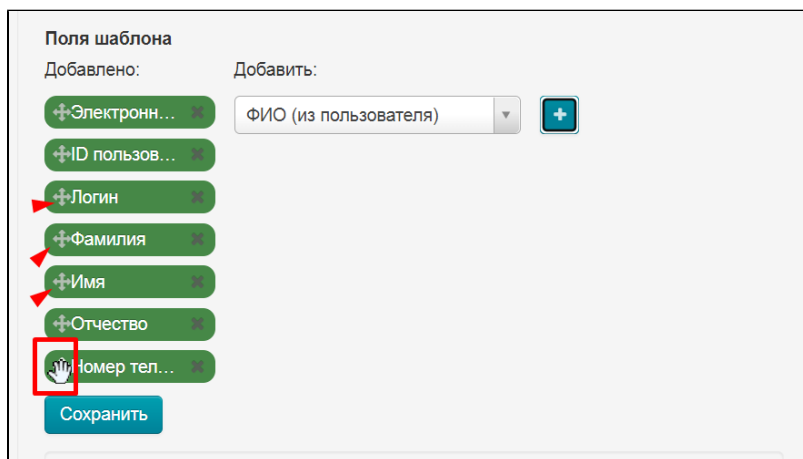 Поля шаблона
Добавлено: Добавить:
Электронн... ФИО (из пользователя)
ID пользов...
Логин
Фамилия
Имя
Отчество
Номер тел...
Сохранить